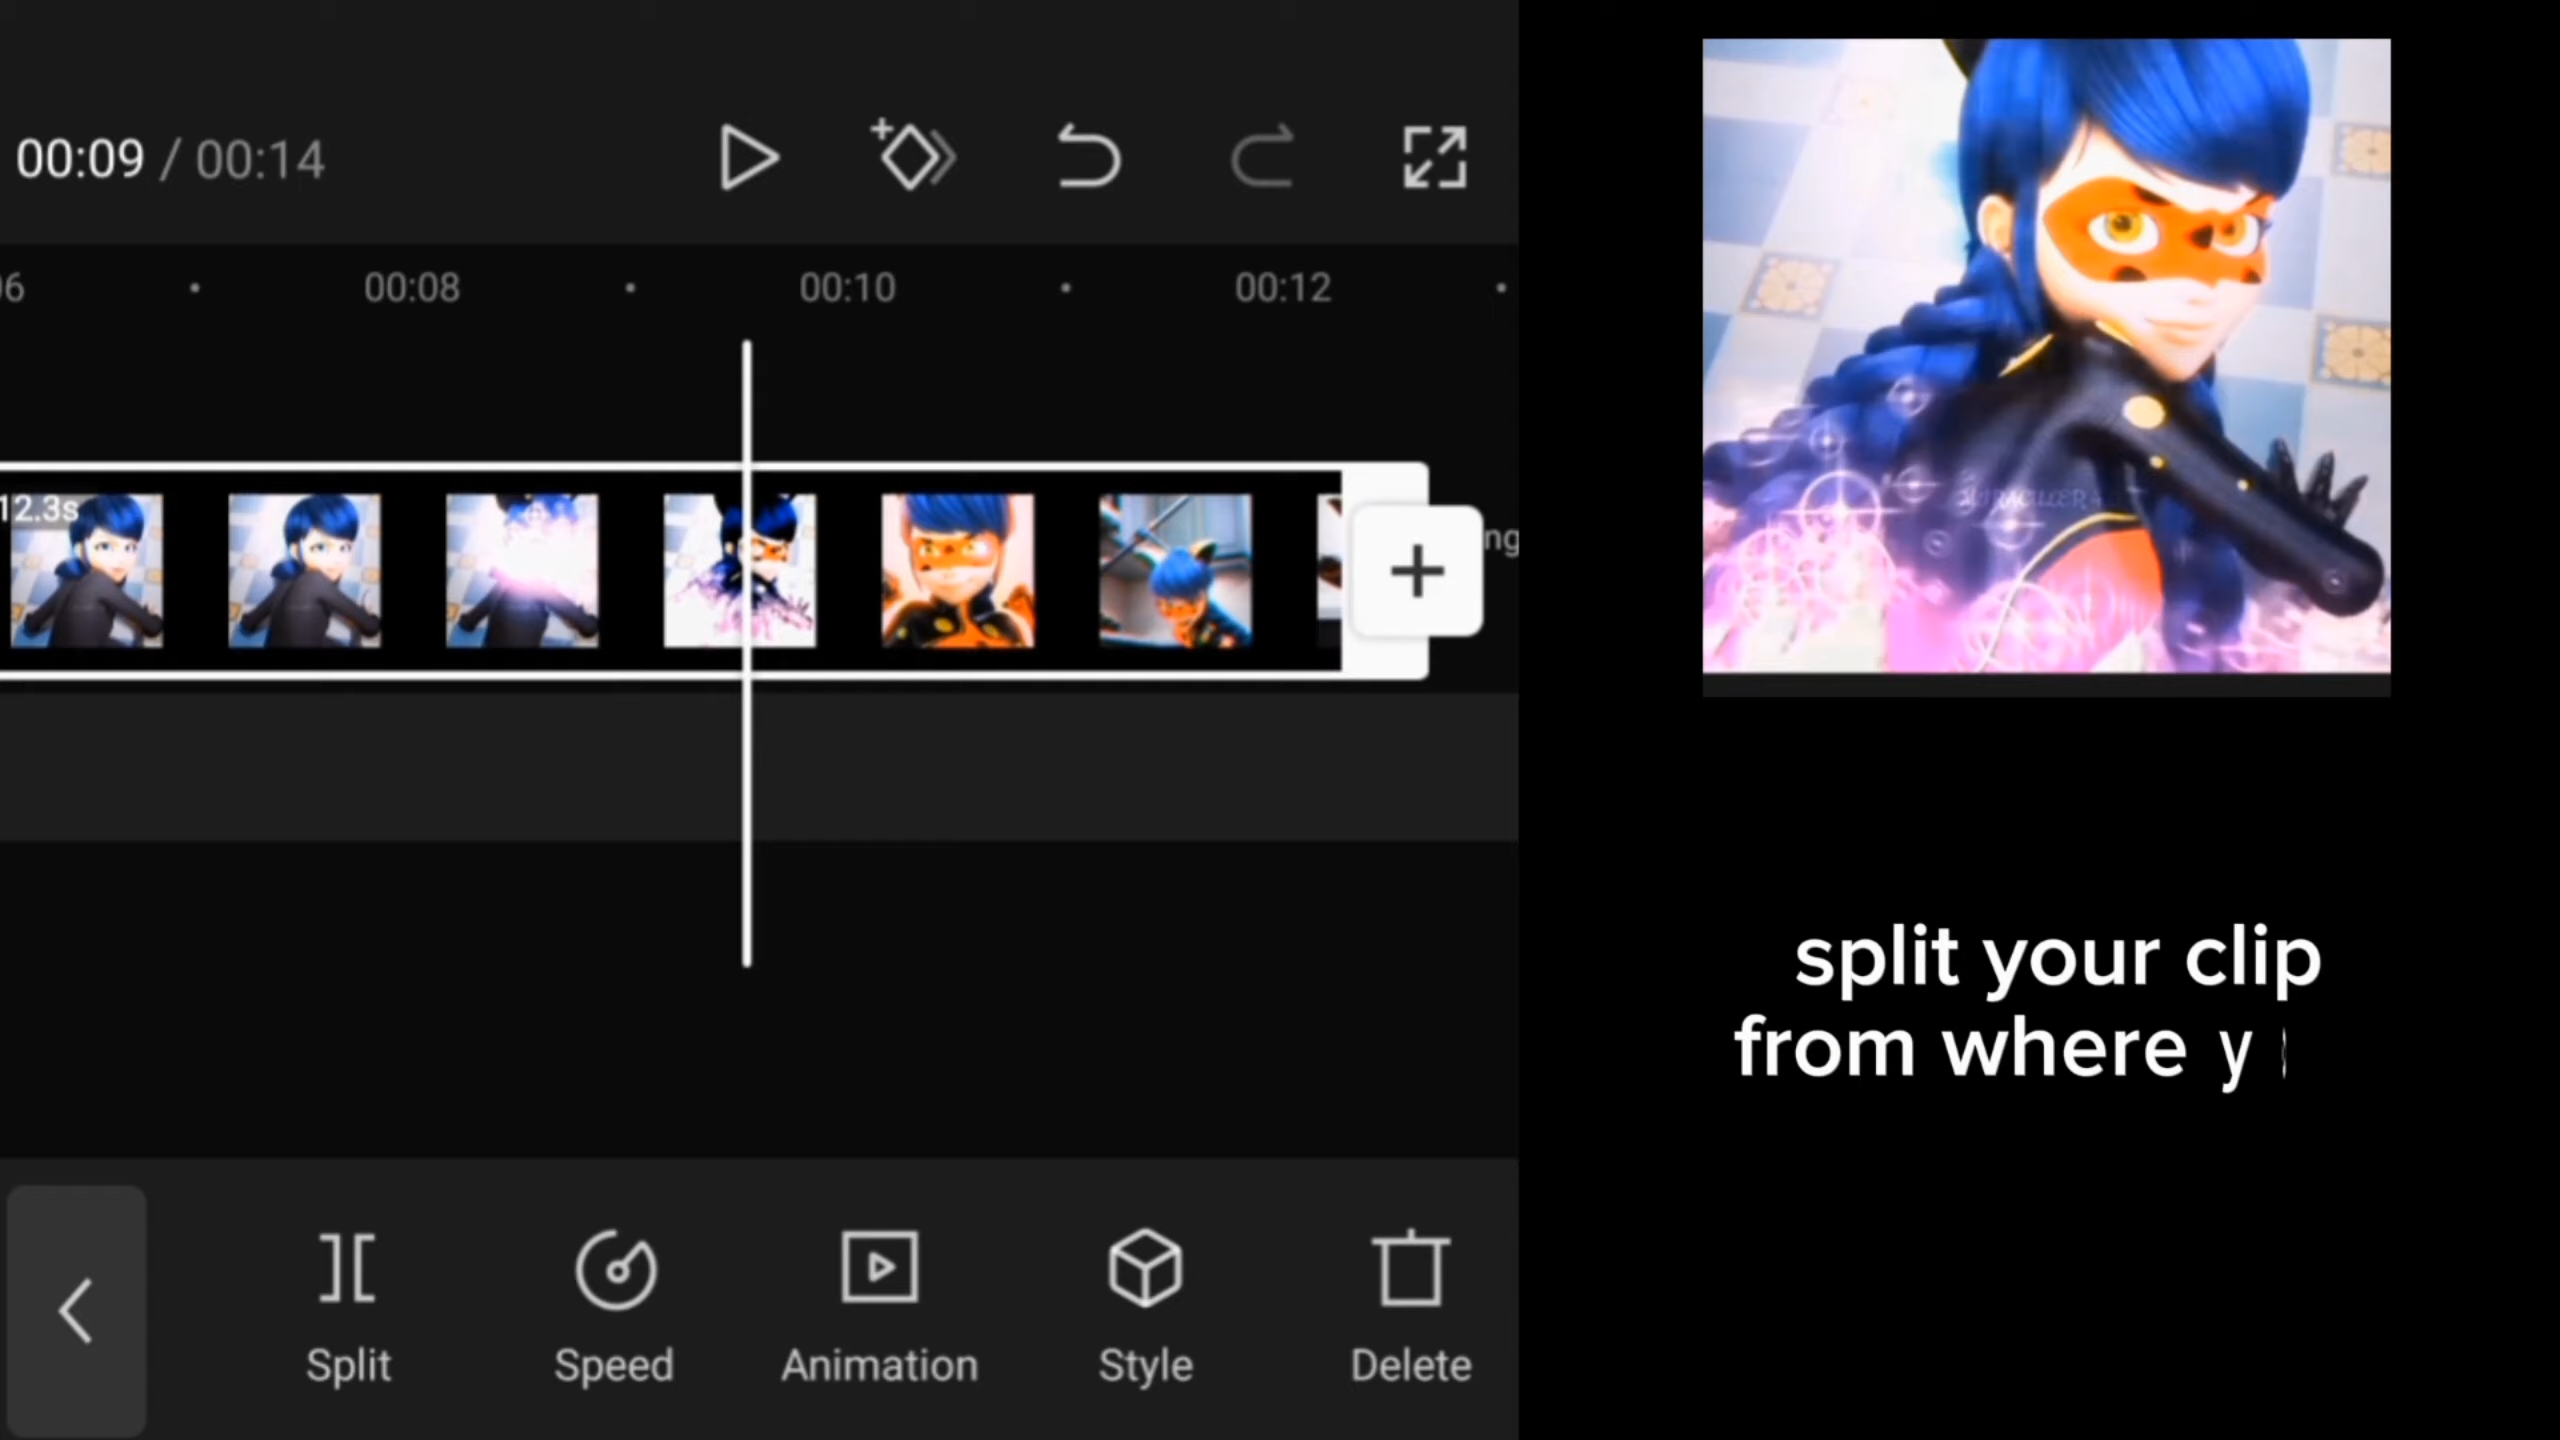 00:09 / 00:14
00:08
00:10
00:12
12.3s
Split
Speed
Animation
Style
Delete
split your clip
from where y